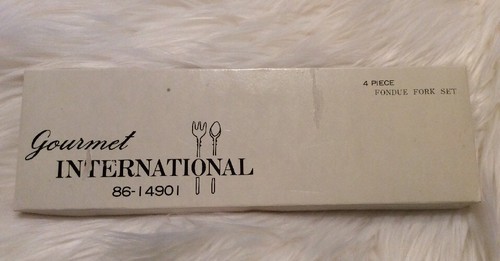 4 PIECE
FONDUE FORK SET
Gourmet
INTERNATIONAL
86-14901